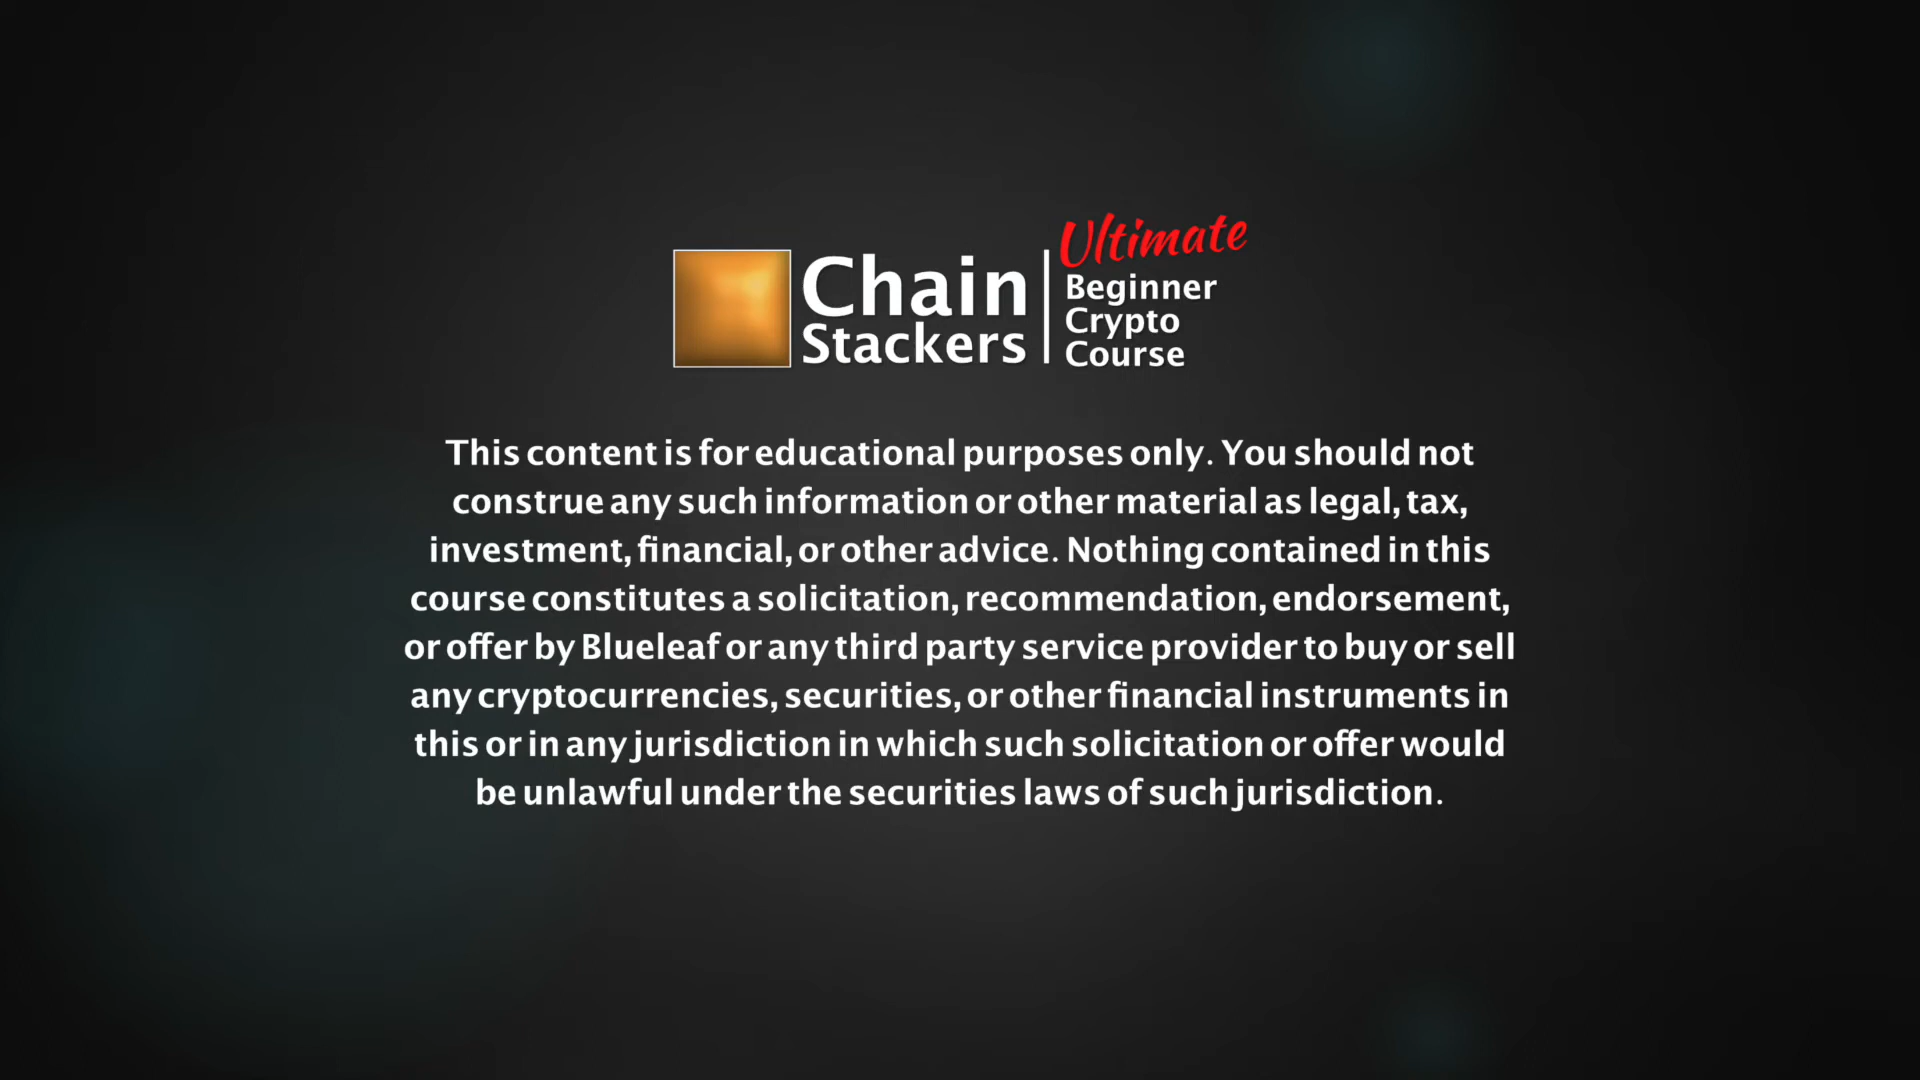 Chain
Stackers
Ultimate
Beginner
Crypto
Course
This content is for educational purposes only. You should not
construe any such information or other material as legal, tax,
investment, financial, or other advice. Nothing contained in this
course constitutes a solicitation, recommendation, endorsement,
or offer by Blueleaf or any third party service provider to buy or sell
any cryptocurrencies, securities, or other financial instruments in
this or in any jurisdiction in which such solicitation or offer would
be unlawful under the securities laws of such jurisdiction.